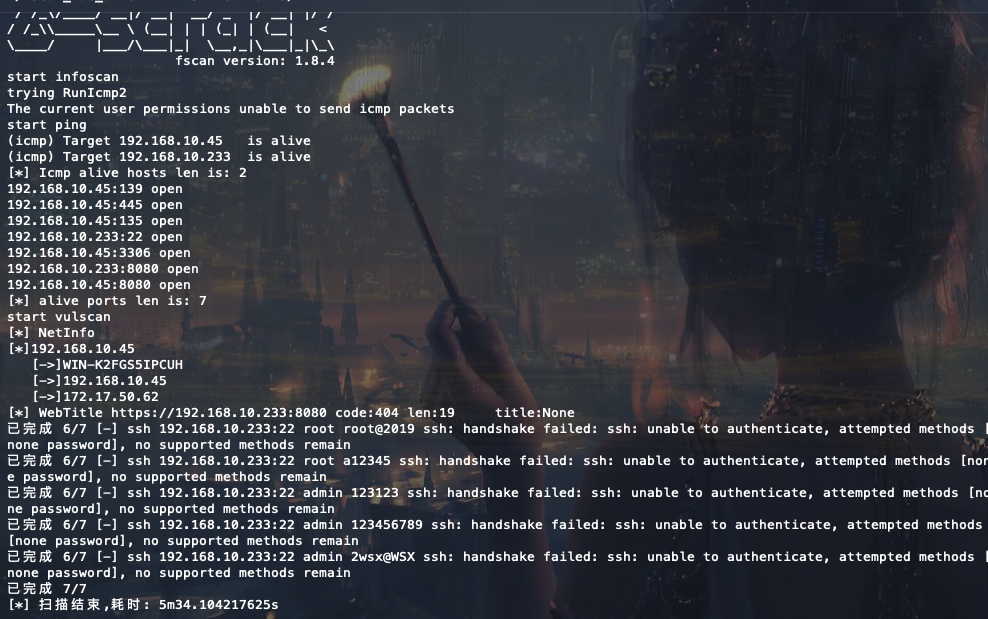 fscan version: 1.8.4
start infoscan
trying RunIcmp2
The current user permissions unable to send icmp packets
start ping
(icmp) Target 192.168.10.45   is alive
(icmp) Target 192.168.10.233  is alive
[*] Icmp alive hosts len is: 2
192.168.10.45:139 open
192.168.10.45:445 open
192.168.10.45:135 open
192.168.10.233:22 open
192.168.10.45:3306 open
192.168.10.233:8080 open
192.168.10.45:8080 open
[*] alive ports len is: 7
start vulscan
[*] NetInfo
[*]192.168.10.45
   [->]WIN-K2FGS5IPCUH
   [->]192.168.10.45
   [->]172.17.50.62
[*] WebTitle https://192.168.10.233:8080 code:404 len:19     title:None
已完成 6/7 [-] ssh 192.168.10.233:22 root root@2019 ssh: handshake failed: ssh: unable to authenticate, attempted methods [
none password], no supported methods remain
已完成 6/7 [-] ssh 192.168.10.233:22 root a12345 ssh: handshake failed: ssh: unable to authenticate, attempted methods [non
e password], no supported methods remain
已完成 6/7 [-] ssh 192.168.10.233:22 admin 123123 ssh: handshake failed: ssh: unable to authenticate, attempted methods [no
ne password], no supported methods remain
已完成 6/7 [-] ssh 192.168.10.233:22 admin 123456789 ssh: handshake failed: ssh: unable to authenticate, attempted methods
[none password], no supported methods remain
已完成 6/7 [-] ssh 192.168.10.233:22 admin 2wsx@WSX ssh: handshake failed: ssh: unable to authenticate, attempted methods [
none password], no supported methods remain
已完成 7/7
[*] 扫描结束,耗时: 5m34.104217625s